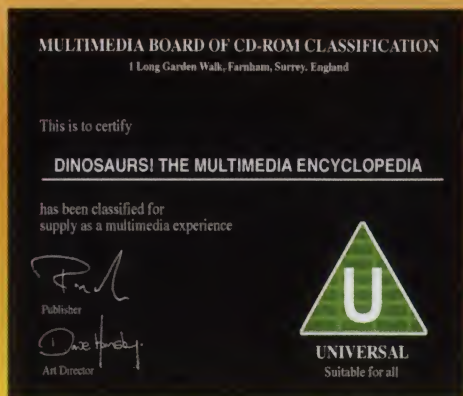 MULTIMEDIA BOARD OF CD-ROM CLASSIFICATION
1 Long Garden Walk, Farnham, Surrey. England
This is to certify
DINOSAURS! THE MULTIMEDIA ENCYCLOPEDIA
has been classified for
supply as a multimedia experience
Publisher
Dave
Art Director
U
UNIVERSAL
Suitable for all